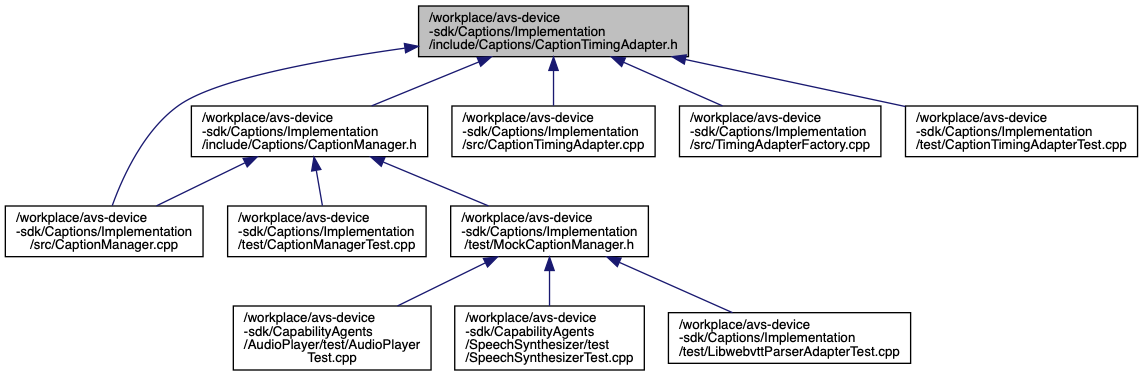 /workplace/avs-device
-sdk/Captions/Implementation
/include/Captions/CaptionTimingAdapter.h
/workplace/avs-device
-sdk/Captions/Implementation
/include/Captions/CaptionManager.h
/workplace/avs-device
-sdk/Captions/Implementation
/src/CaptionTimingAdapter.cpp
/workplace/avs-device
-sdk/Captions/Implementation
/src/TimingAdapterFactory.cpp
/workplace/avs-device
-sdk/Captions/Implementation
/test/CaptionTimingAdapterTest.cpp
/workplace/avs-device
-sdk/Captions/Implementation
/src/CaptionManager.cpp
/workplace/avs-device
-sdk/Captions/Implementation
/test/CaptionManagerTest.cpp
/workplace/avs-device
-sdk/Captions/Implementation
/test/MockCaptionManager.h
/workplace/avs-device
-sdk/CapabilityAgents
/AudioPlayer/test/AudioPlayer
Test.cpp
/workplace/avs-device
-sdk/CapabilityAgents
/SpeechSynthesizer/test
/SpeechSynthesizerTest.cpp
/workplace/avs-device
-sdk/Captions/Implementation
/test/LibwebvttParserAdapterTest.cpp